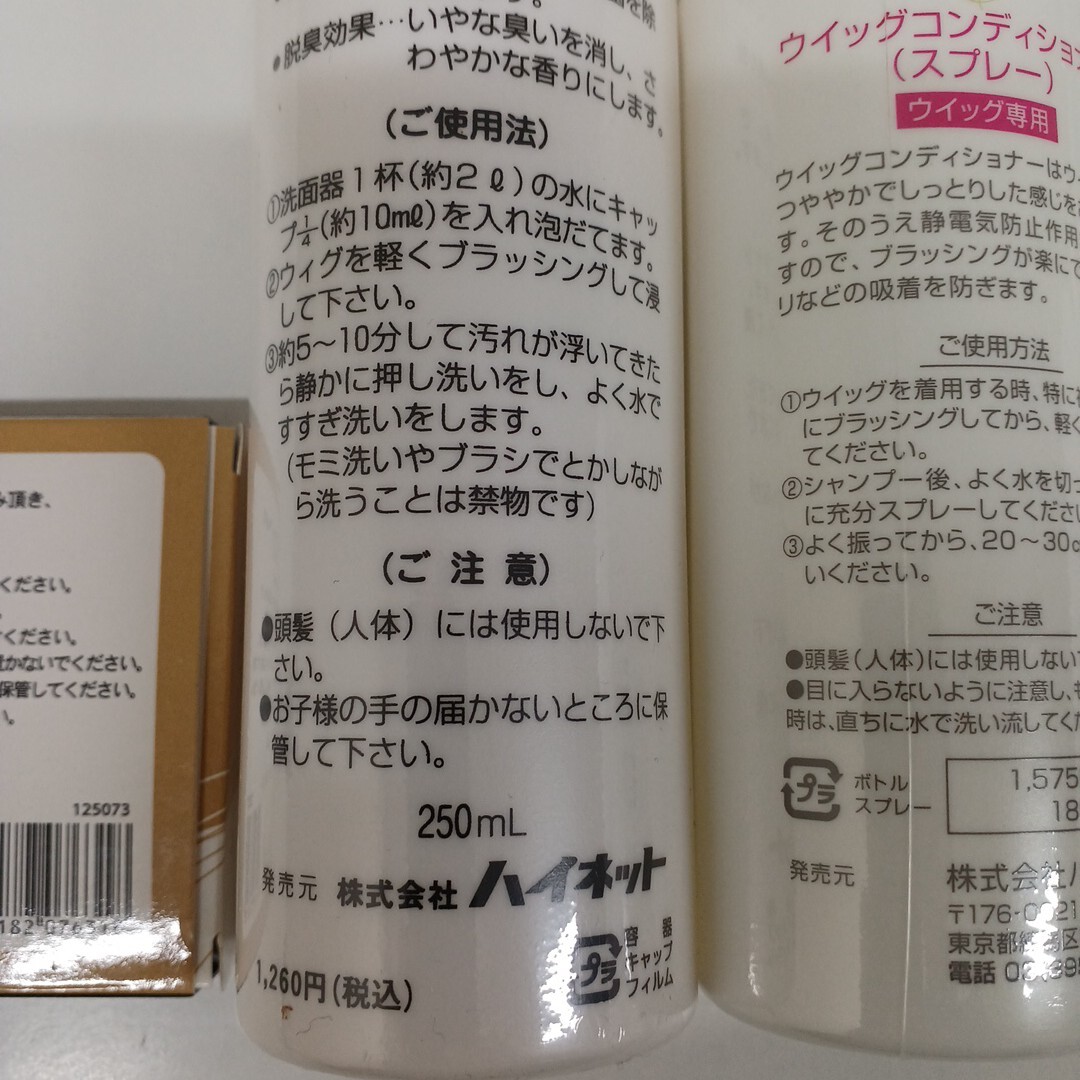 を除
●脱臭効果…いやな臭いを消し、さ
わやかな香りにします。
(ご使用法)
①洗面器1杯(約2ℓ)の水にキャッ
プ¼(約10mℓ)を入れ泡だてます。
②ウィグを軽くブラッシングして浸
して下さい。
③約5〜10分して汚れが浮いてきた
ら静かに押し洗いをし、よく水で
すすぎ洗いをします。
(モミ洗いやブラシでとかしなが
ら洗うことは禁物です)
(ご注意)
●頭髪(人体)には使用しないで下
さい。
●お子様の手の届かないところに保
管して下さい。
250mL
発売元 株式会社 ハイネット
1,260円(税込)
プラ
容器
キャップ
フィルム
ウイッグコンディショ
(スプレー)
ウイッグ専用
ウイッグコンディショナーはウ
つややかでしっとりした感じを
す。そのうえ静電気防止作用
すので、ブラッシングが楽に
リなどの吸着を防ぎます。
ご使用方法
①ウイッグを着用する時、特に
にブラッシングしてから、軽く
てください。
②シャンプー後、よく水を切っ
に充分スプレーしてください
③よく振ってから、20〜30c
いください。
ご注意
●頭髪(人体)には使用しない
●目に入らないように注意し、も
時は、直ちに水で洗い流してく
プラ
ボトル
スプレー
1,575
18
発売元
株式会社
〒176-0021
東京都練馬区
電話
み頂き、
ください。
ください。
かないでください。
保管してください。
い。
125073